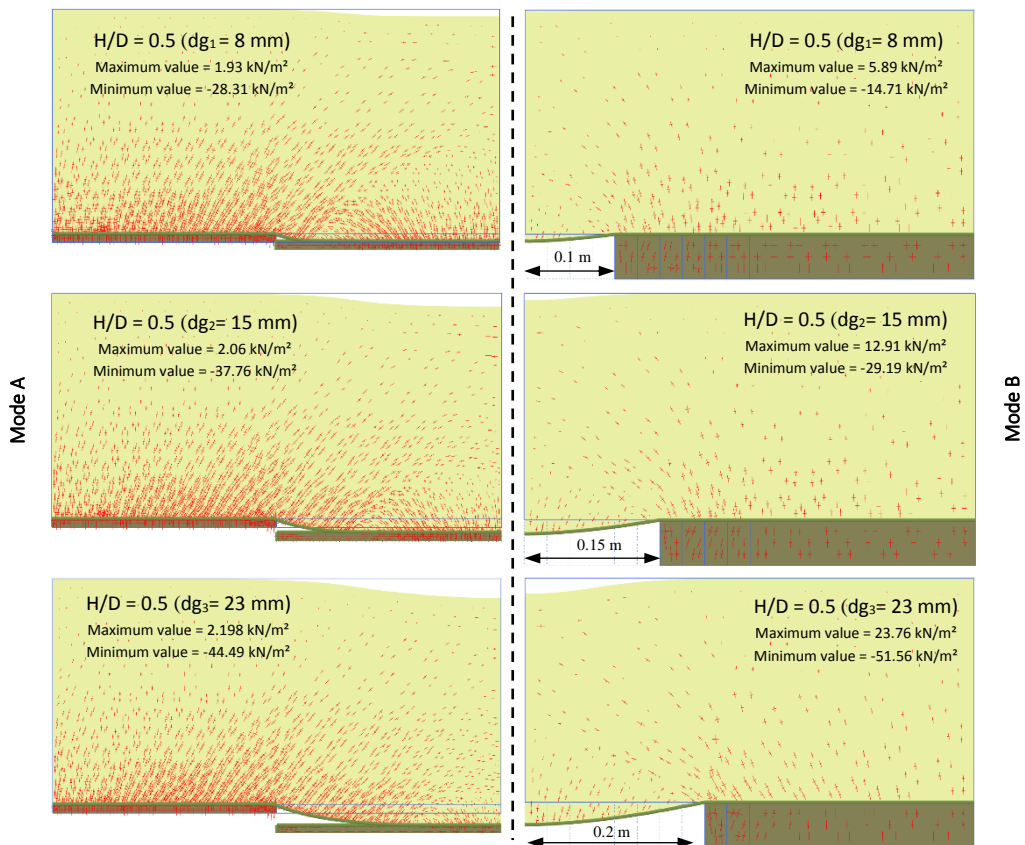 Mode A
H/D = 0.5 (dg₁ = 8 mm)
Maximum value = 1.93 kN/m²
Minimum value = -28.31 kN/m²
H/D = 0.5 (dg₂= 15 mm)
Maximum value = 2.06 kN/m²
Minimum value = -37.76 kN/m²
H/D = 0.5 (dg₃= 23 mm)
Maximum value = 2.198 kN/m²
Minimum value = -44.49 kN/m²
H/D = 0.5 (dg₁= 8 mm)
Maximum value = 5.89 kN/m²
Minimum value = -14.71 kN/m²
0.1 m
H/D = 0.5 (dg₂= 15 mm)
Maximum value = 12.91 kN/m²
Minimum value = -29.19 kN/m²
0.15 m
H/D = 0.5 (dg₃= 23 mm)
Maximum value = 23.76 kN/m²
Minimum value = -51.56 kN/m²
0.2 m
Mode B